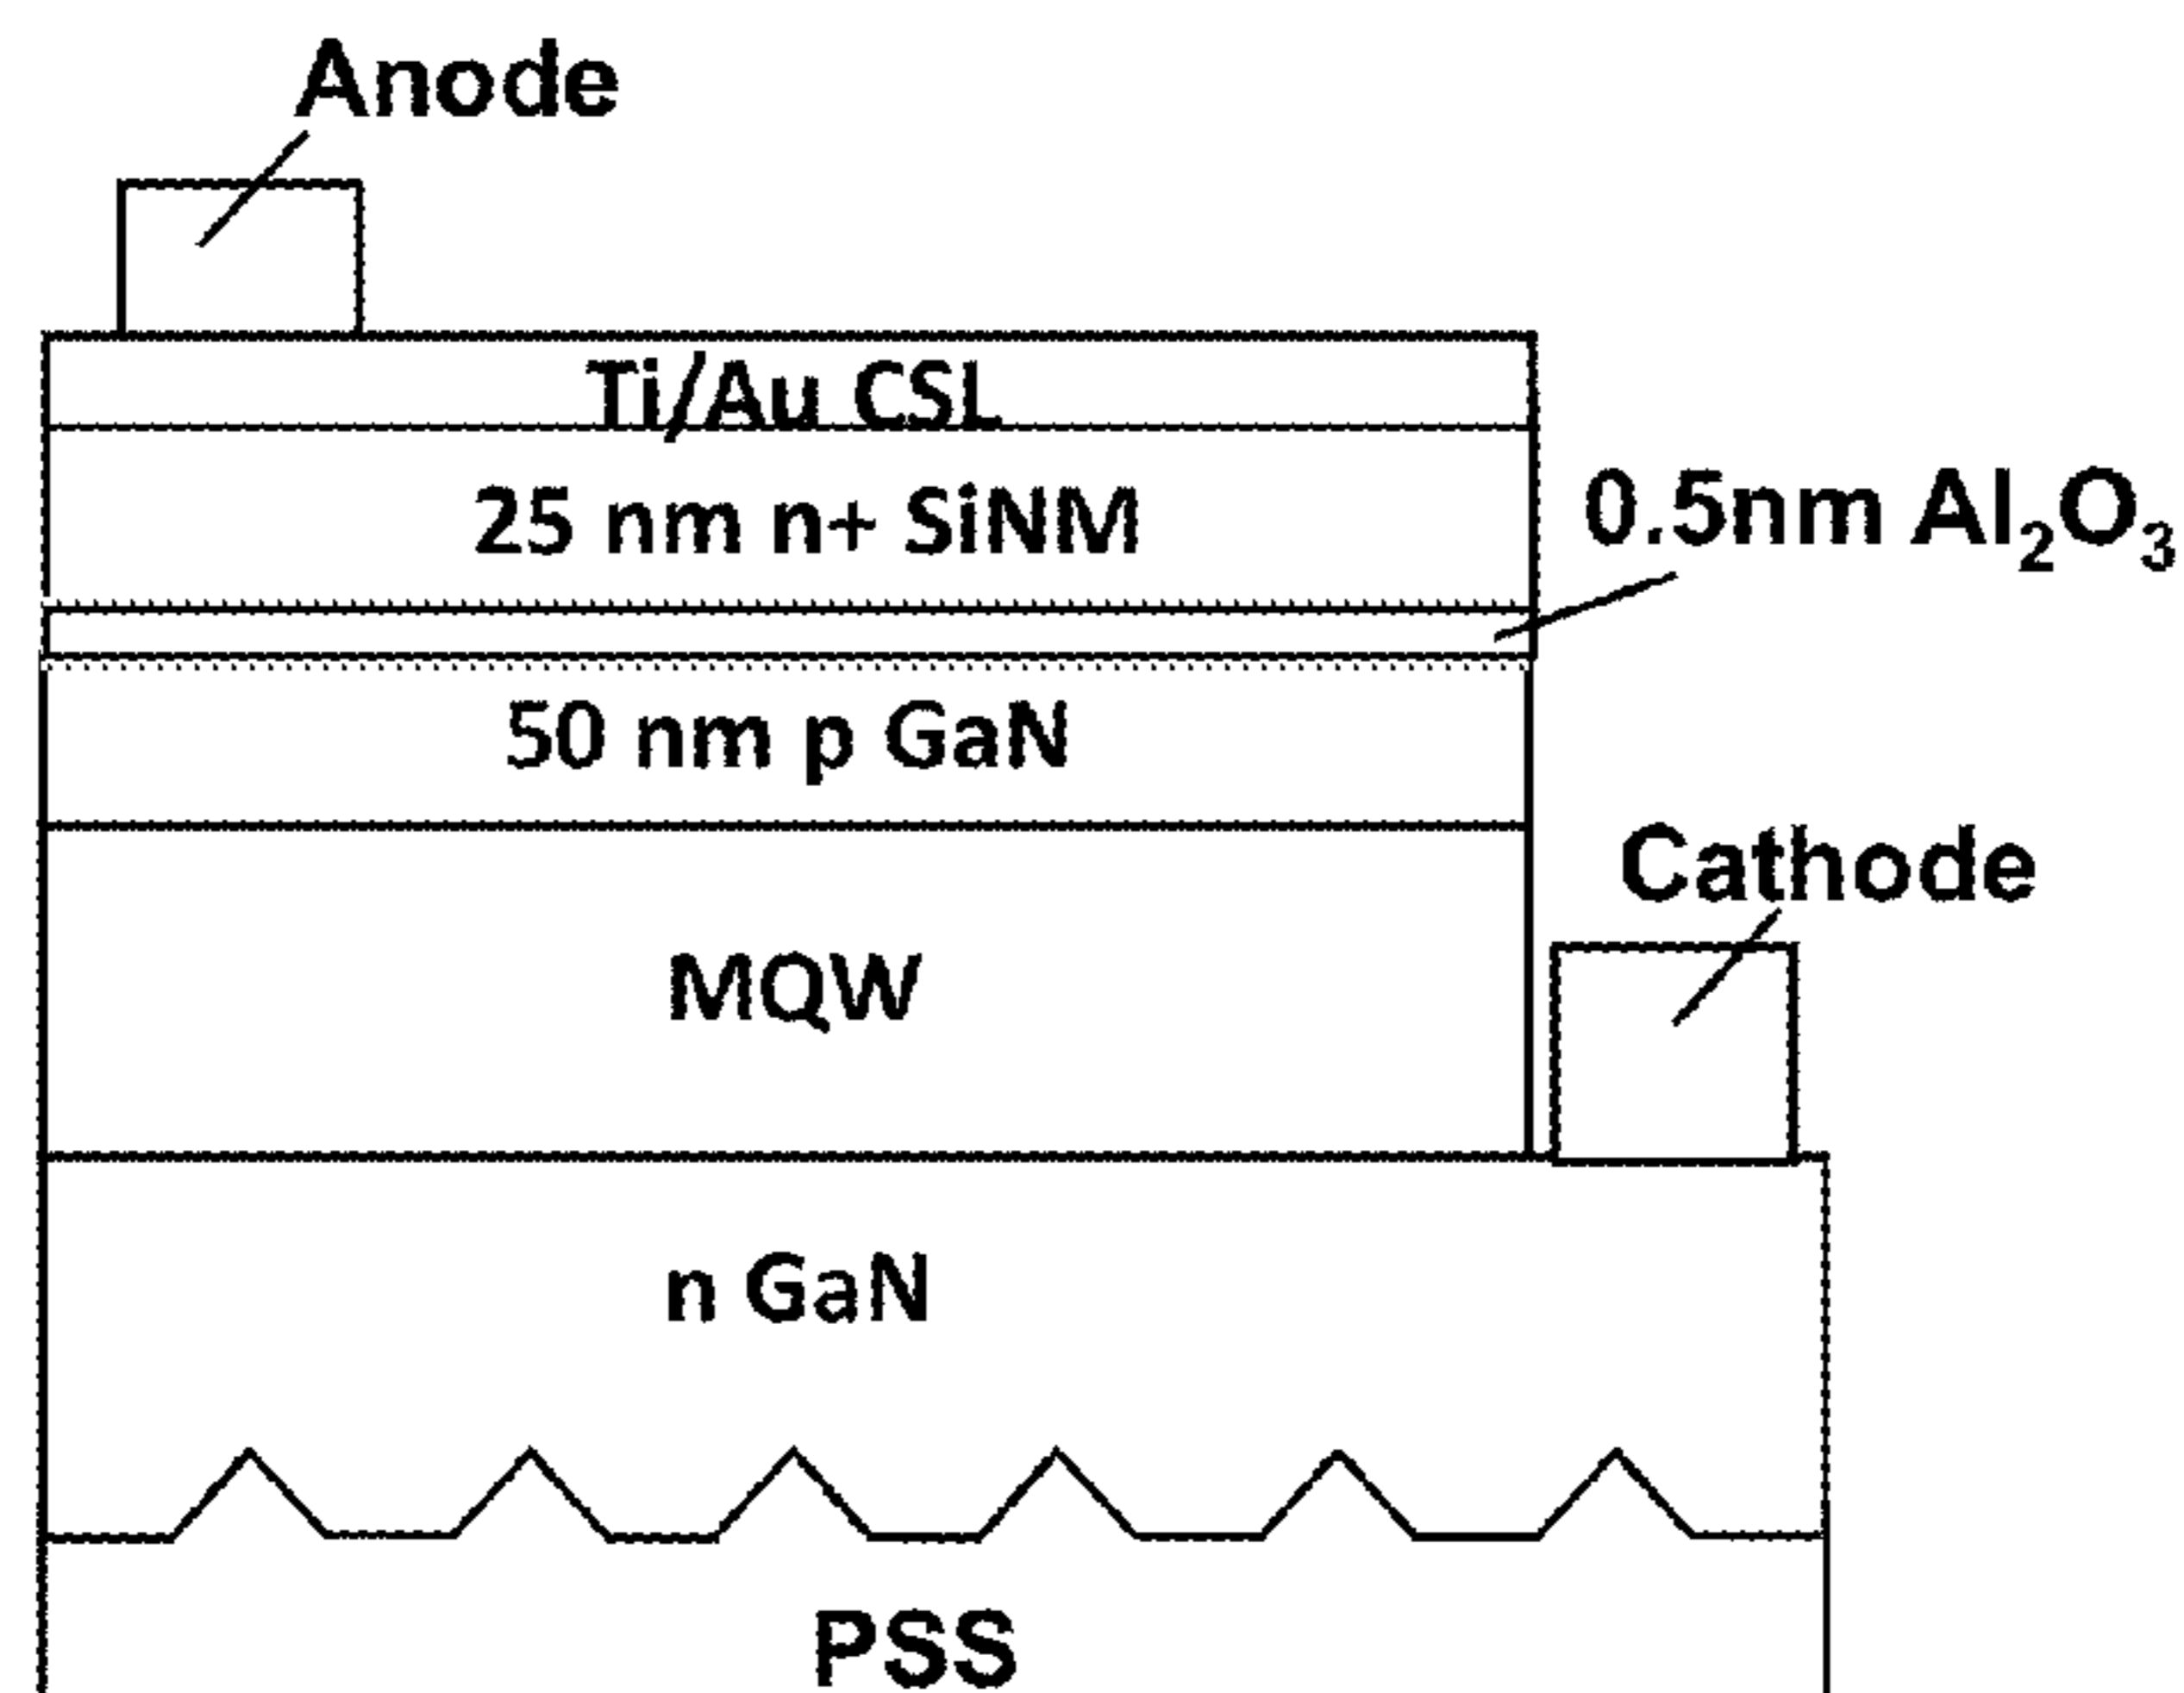 Anode
Ti/Au CSL
25 nm n+ SiNM
0.5nm Al₂O₃
50 nm p GaN
Cathode
MQW
n GaN
PSS